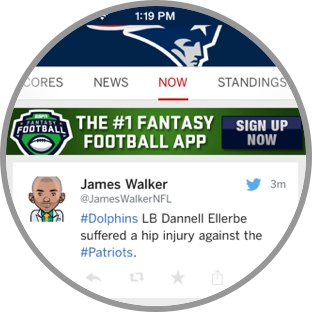 1:19 PM
CORES NEWS NOW STANDINGS
ESPN
FANTASY
FOOTBALL
THE #1 FANTASY
FOOTBALL APP
SIGN UP
NOW
James Walker 3m
@JamesWalkerNFL
#Dolphins LB Dannell Ellerbe
suffered a hip injury against the
#Patriots.